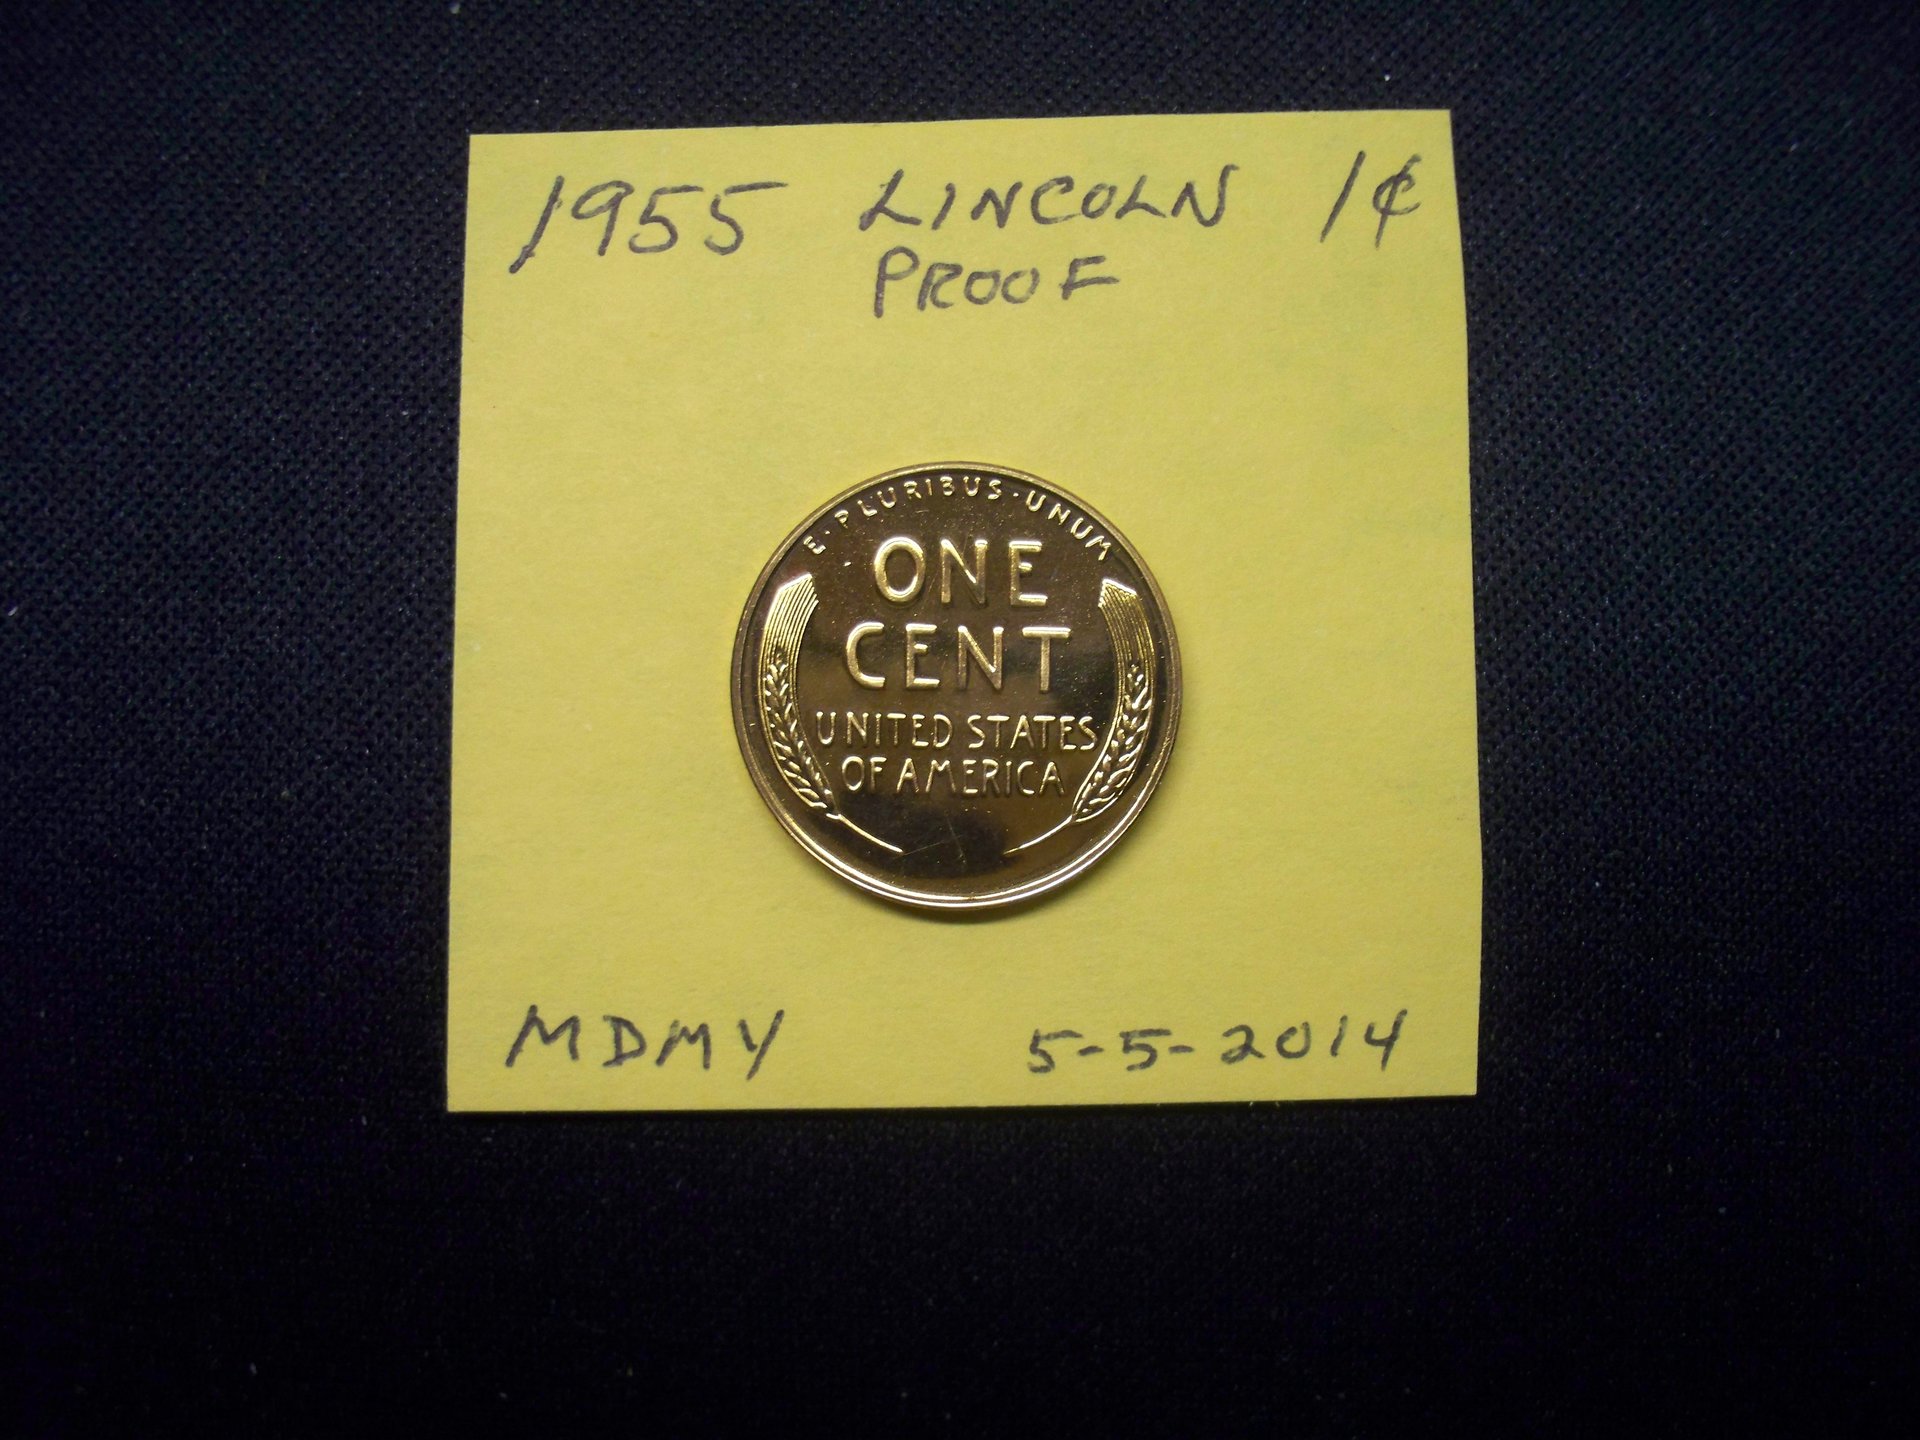 1955 LINCOLN 1¢
PROOF
E·PLURIBUS·UNUM
ONE
CENT
UNITED STATES
OF AMERICA
MDMY 5-5-2014